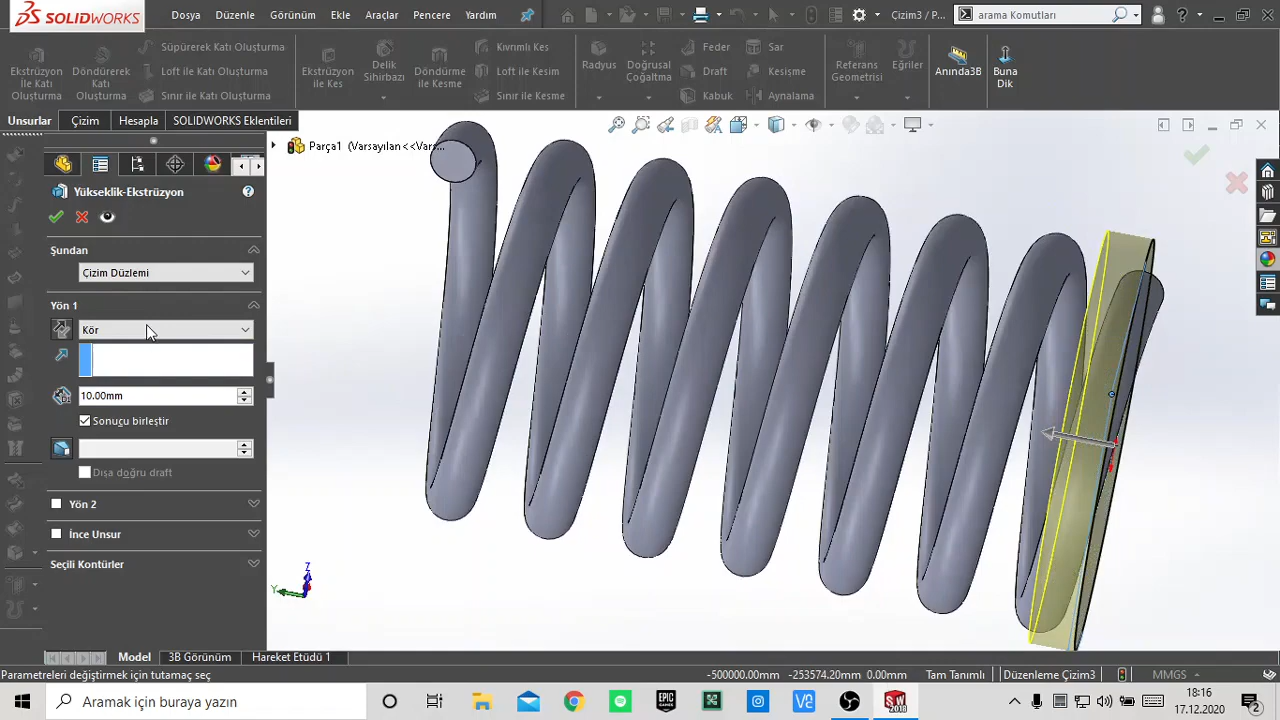 SOLIDWORKS
Dosya Düzenle Görünüm Ekle Araçlar Pencere Yardım
Çizim3 / P...
arama Komutları
Ekstrüzyon ile Katı Oluşturma
Döndürerek Katı Oluşturma
Süpürerek Katı Oluşturma
Loft ile Katı Oluşturma
Sınır ile Katı Oluşturma
Ekstrüzyon ile Kes
Delik Sihirbazı
Döndürme ile Kesme
Kıvrımlı Kes
Loft ile Kesim
Sınır ile Kesme
Radyus
Doğrusal Çoğaltma
Feder
Draft
Kabuk
Sar
Kesişme
Aynalama
Referans Geometrisi
Eğriler
Anında3B
Buna Dik
Unsurlar Çizim Hesapla SOLIDWORKS Eklentileri
Parça1 (Varsayılan<<Vars...
Yükseklik-Ekstrüzyon
Şundan
Çizim Düzlemi
Yön 1
Kör
10.00mm
Sonucu birleştir
Dışa doğru draft
Yön 2
İnce Unsur
Seçili Kontürler
Z
Y
Model 3B Görünüm Hareket Etüdü 1
Parametreleri değiştirmek için tutamaç seç
-500000.00mm -253574.20mm 0.00mm Tam Tanımlı Düzenleme Çizim3 MMGS
Aramak için buraya yazın
EPIC GAMES
SW 2018
18:16
17.12.2020
2